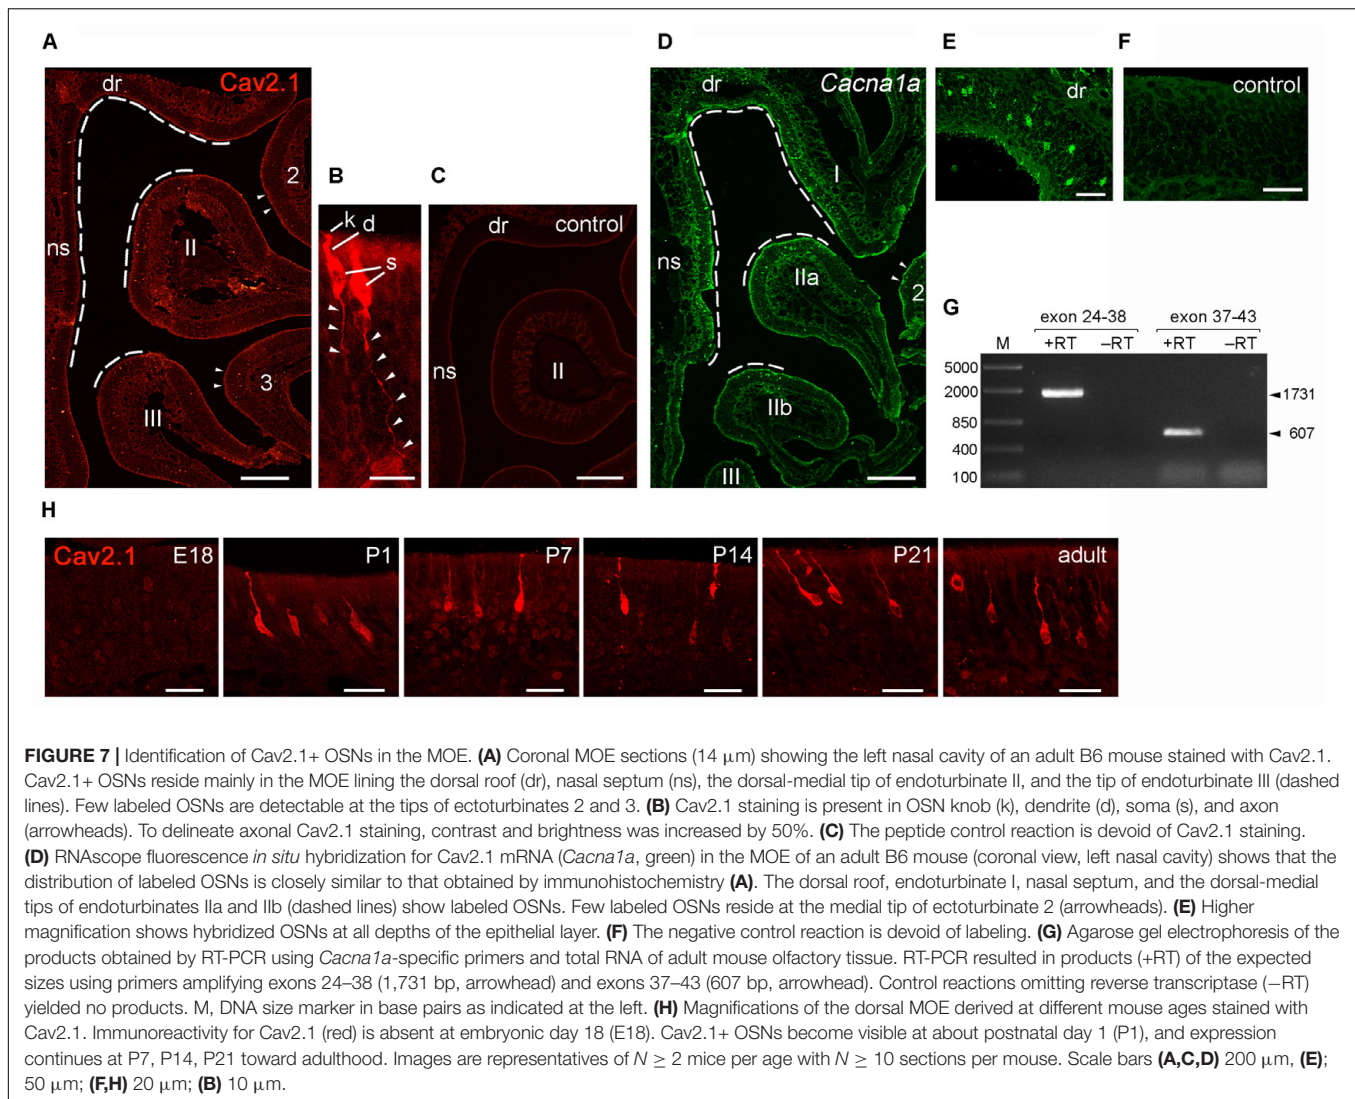 A
D
E
F
dr
Cav2.1
2
ns
II
3
III
B
k
d
s
C
dr
control
ns
II
dr
Cacna1a
I
ns
IIa
2
IIb
III
dr
control
G
exon 24-38
exon 37-43
M
+RT
–RT
+RT
–RT
5000
2000
850
400
100
1731
607
H
Cav2.1
E18
P1
P7
P14
P21
adult
FIGURE 7 | Identification of Cav2.1+ OSNs in the MOE. (A) Coronal MOE sections (14 μm) showing the left nasal cavity of an adult B6 mouse stained with Cav2.1.
Cav2.1+ OSNs reside mainly in the MOE lining the dorsal roof (dr), nasal septum (ns), the dorsal-medial tip of endoturbinate II, and the tip of endoturbinate III (dashed
lines). Few labeled OSNs are detectable at the tips of ectoturbinates 2 and 3. (B) Cav2.1 staining is present in OSN knob (k), dendrite (d), soma (s), and axon
(arrowheads). To delineate axonal Cav2.1 staining, contrast and brightness was increased by 50%. (C) The peptide control reaction is devoid of Cav2.1 staining.
(D) RNAscope fluorescence in situ hybridization for Cav2.1 mRNA (Cacna1a, green) in the MOE of an adult B6 mouse (coronal view, left nasal cavity) shows that the
distribution of labeled OSNs is closely similar to that obtained by immunohistochemistry (A). The dorsal roof, endoturbinate I, nasal septum, and the dorsal-medial
tips of endoturbinates IIa and IIb (dashed lines) show labeled OSNs. Few labeled OSNs reside at the medial tip of ectoturbinate 2 (arrowheads). (E) Higher
magnification shows hybridized OSNs at all depths of the epithelial layer. (F) The negative control reaction is devoid of labeling. (G) Agarose gel electrophoresis of the
products obtained by RT-PCR using Cacna1a-specific primers and total RNA of adult mouse olfactory tissue. RT-PCR resulted in products (+RT) of the expected
sizes using primers amplifying exons 24–38 (1,731 bp, arrowhead) and exons 37–43 (607 bp, arrowhead). Control reactions omitting reverse transcriptase (−RT)
yielded no products. M, DNA size marker in base pairs as indicated at the left. (H) Magnifications of the dorsal MOE derived at different mouse ages stained with
Cav2.1. Immunoreactivity for Cav2.1 (red) is absent at embryonic day 18 (E18). Cav2.1+ OSNs become visible at about postnatal day 1 (P1), and expression
continues at P7, P14, P21 toward adulthood. Images are representatives of N ≥ 2 mice per age with N ≥ 10 sections per mouse. Scale bars (A,C,D) 200 μm, (E);
50 μm; (F,H) 20 μm; (B) 10 μm.